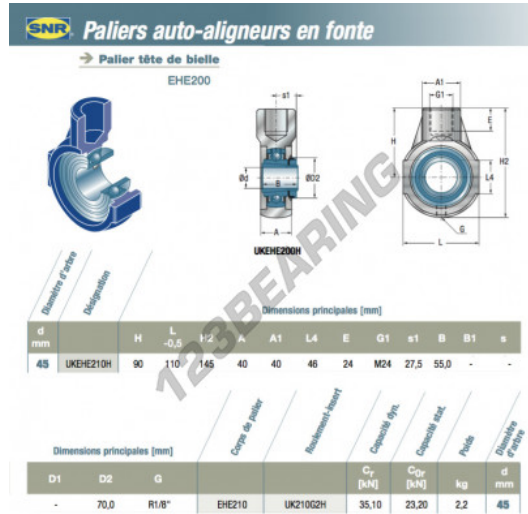 SNR Paliers auto-aligneurs en fonte
Palier tête de bielle
EHE200
A1
G1
s1
E
H
H2
Ød
B
ØD2
L4
A
G
L
UKEHE200H
123BEARING
Diamètre d'arbre
Désignation
Dimensions principales [mm]
d mm H L -0,5 H2 A A1 L4 E G1 s1 B B1 s
45 UKEHE210H 90 110 145 40 40 46 24 M24 27,5 55,0 - -
Dimensions principales [mm]
Corps de palier
Roulement-insert
Capacité dyn.
Capacité stat.
Poids
Diamètre d'arbre
D1 D2 G Cr [kN] C0r [kN] kg d mm
- 70,0 R1/8" EHE210 UK210G2H 35,10 23,20 2,2 45